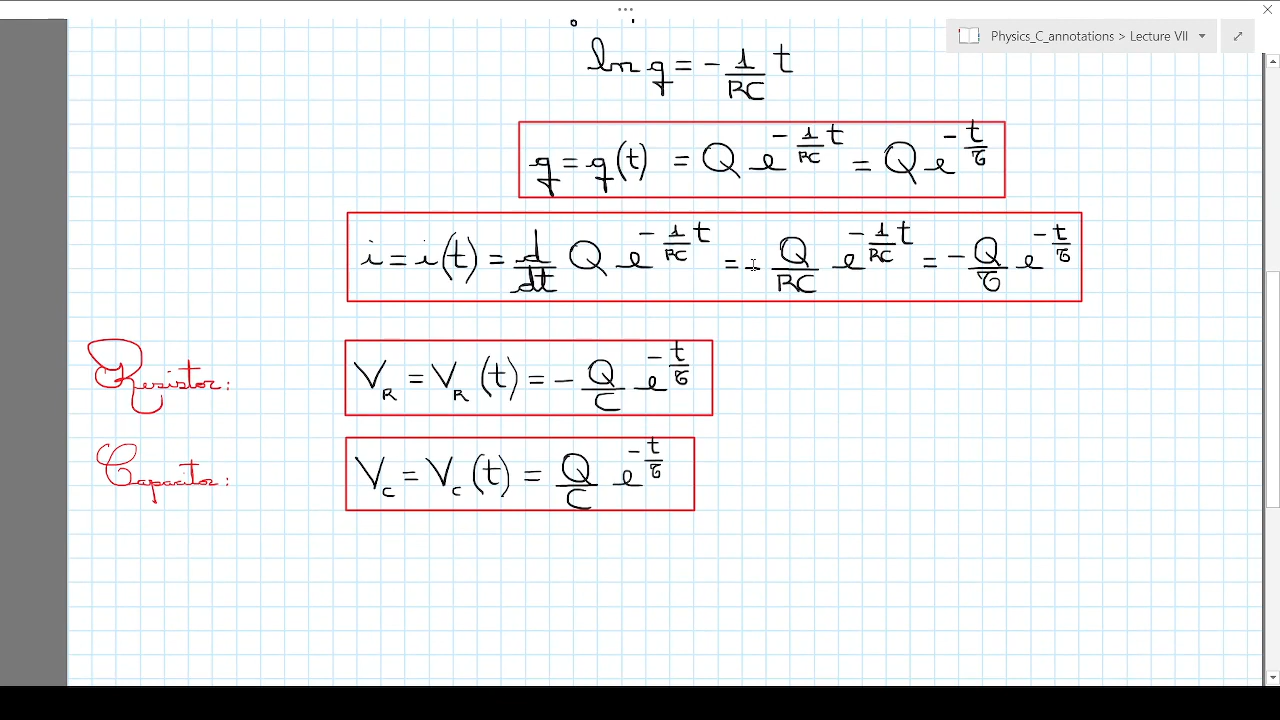 Physics_C_annotations > Lecture VII
ln q = - 1/RC t
q = q(t) = Q e^{-1/RC t} = Q e^{-t/τ}
i = i(t) = d/dt Q e^{-1/RC t} = - Q/RC e^{-1/RC t} = - Q/τ e^{-t/τ}
Resistor: V_R = V_R (t) = - Q/C e^{-t/τ}
Capacitor: V_C = V_C (t) = Q/C e^{-t/τ}